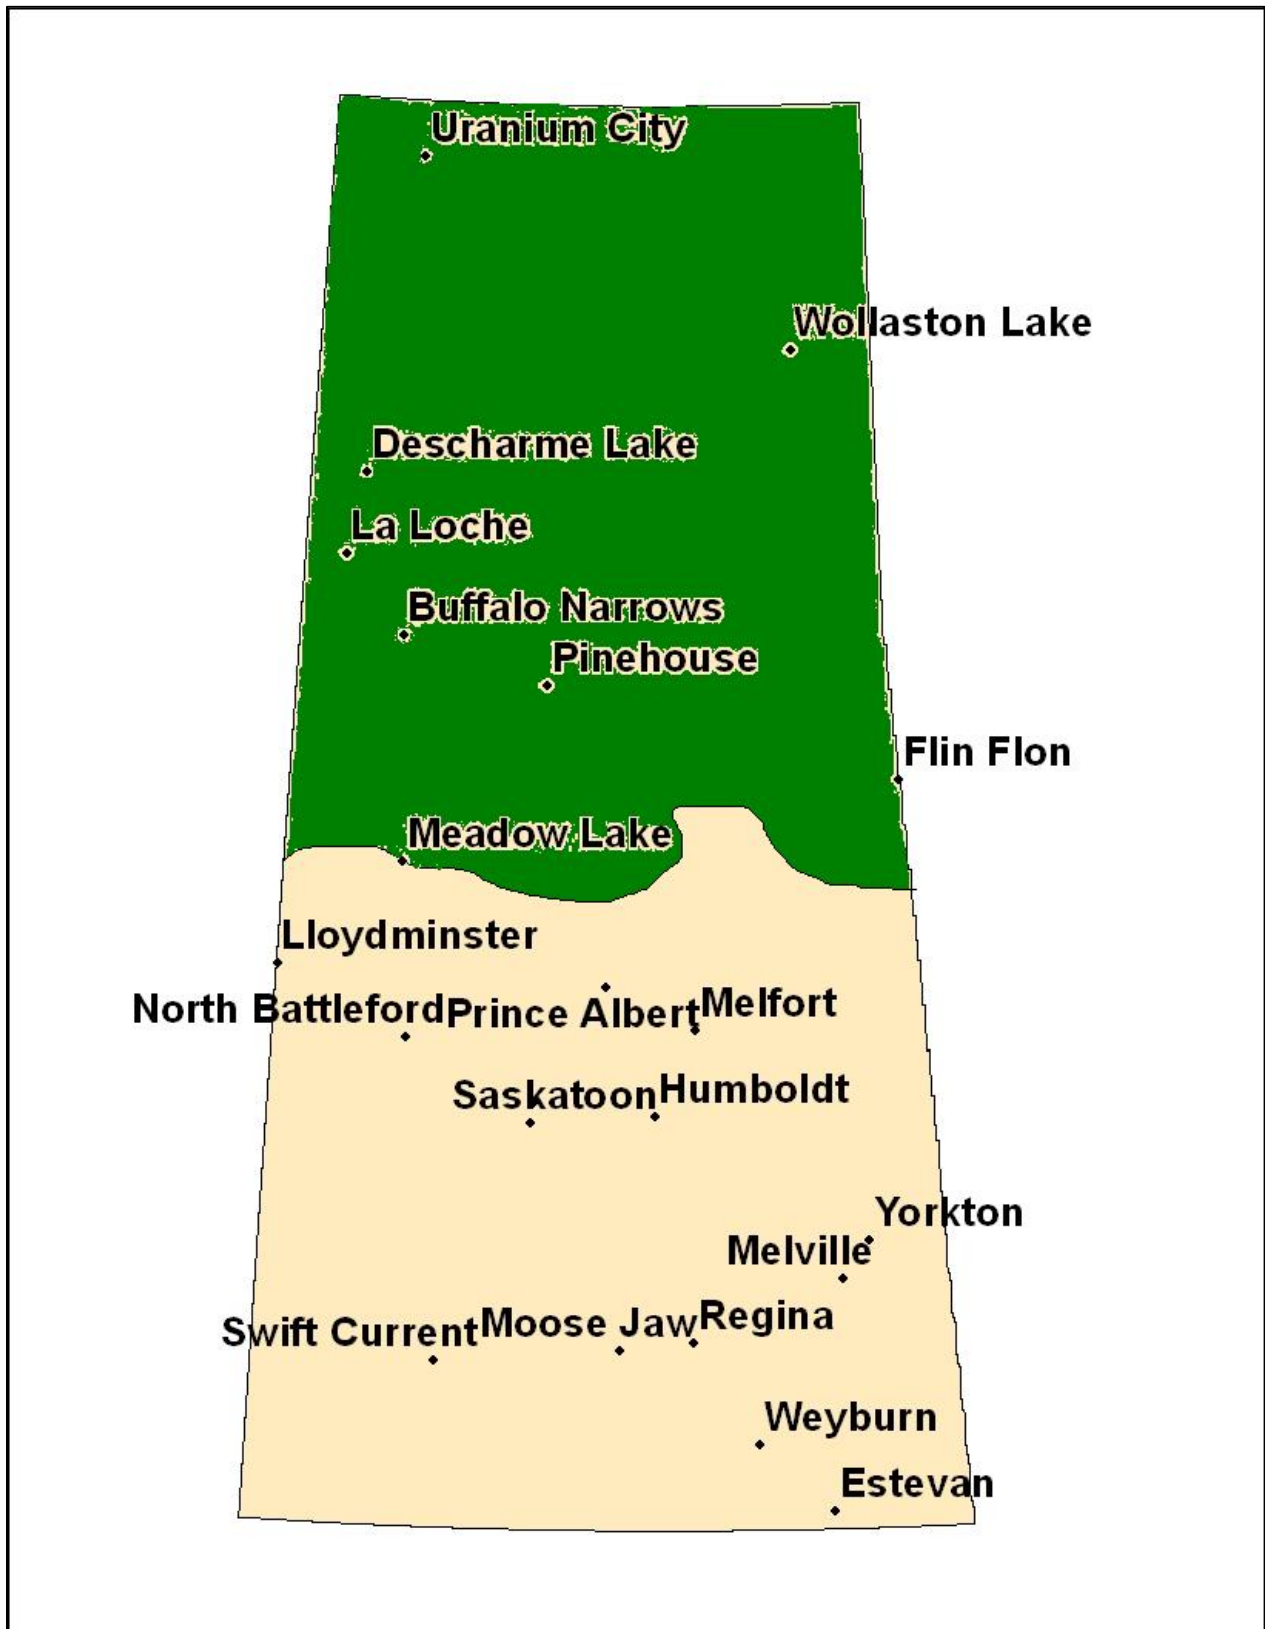 Uranium City
Wollaston Lake
Descharme Lake
La Loche
Buffalo Narrows
Pinehouse
Flin Flon
Meadow Lake
Lloydminster
North Battleford
Prince Albert
Melfort
Saskatoon
Humboldt
Yorkton
Melville
Swift Current
Moose Jaw
Regina
Weyburn
Estevan